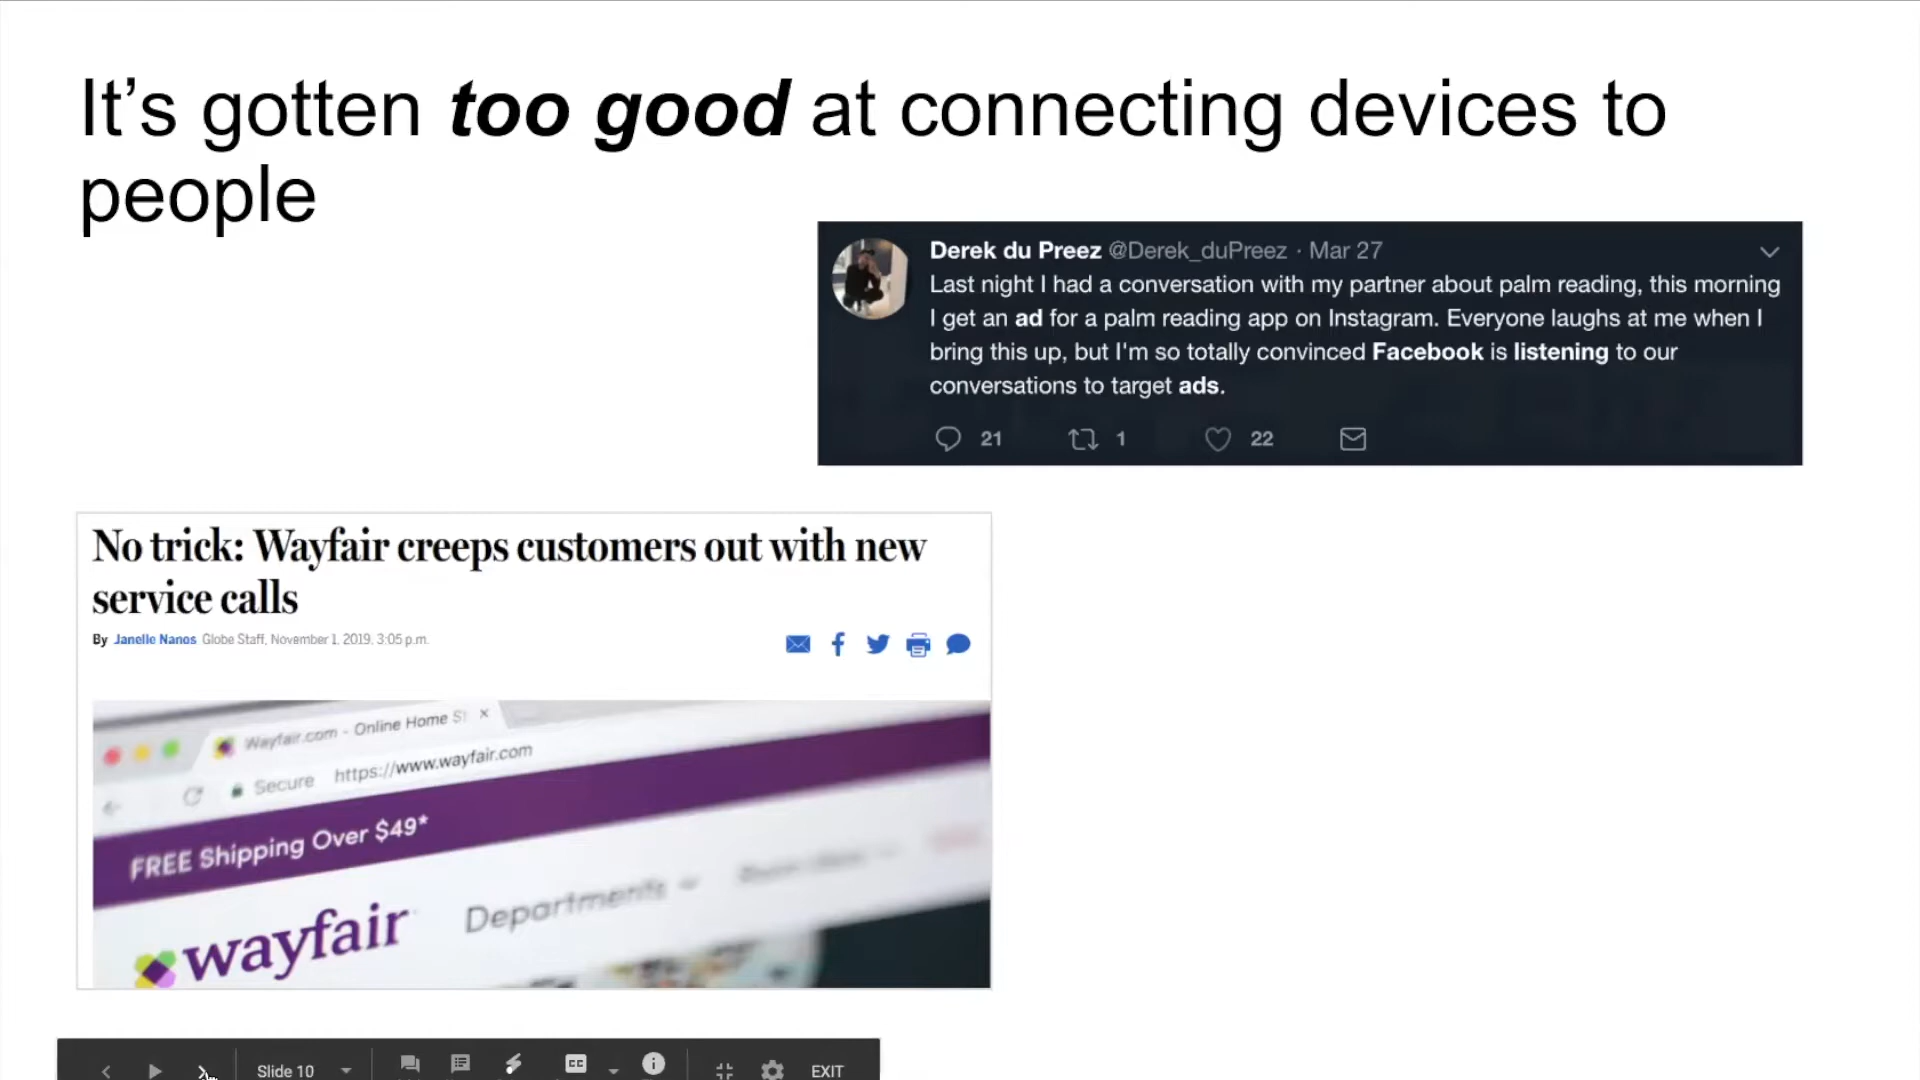 It’s gotten too good at connecting devices to
people
Derek du Preez @Derek_duPreez · Mar 27
Last night I had a conversation with my partner about palm reading, this morning
I get an ad for a palm reading app on Instagram. Everyone laughs at me when I
bring this up, but I'm so totally convinced Facebook is listening to our
conversations to target ads.
21 1 22
No trick: Wayfair creeps customers out with new
service calls
By Janelle Nanos Globe Staff, November 1, 2019, 3:05 p.m.
Wayfair.com - Online Home St
Secure https://www.wayfair.com
FREE Shipping Over $49*
wayfair Departments
Slide 10 CC EXIT